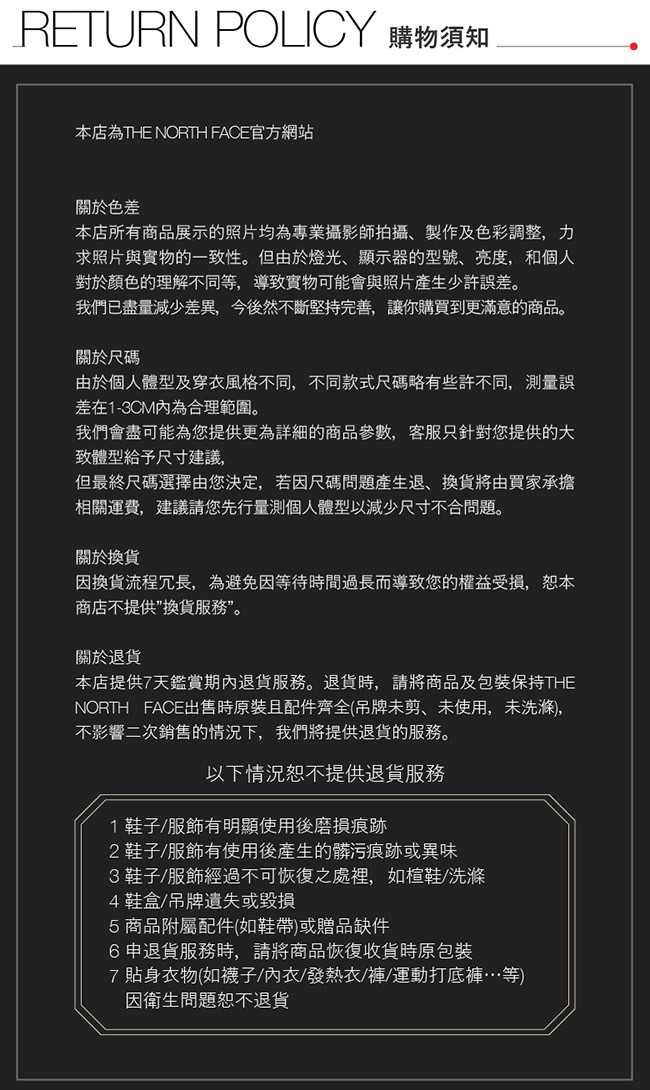 RETURN POLICY 購物須知
本店為THE NORTH FACE官方網站
關於色差
本店所有商品展示的照片均為專業攝影師拍攝、製作及色彩調整，力
求照片與實物的一致性。但由於燈光、顯示器的型號、亮度，和個人
對於顏色的理解不同等，導致實物可能會與照片產生少許誤差。
我們已盡量減少差異，今後然不斷堅持完善，讓你購買到更滿意的商品。
關於尺碼
由於個人體型及穿衣風格不同，不同款式尺碼略有些許不同，測量誤
差在1-3CM內為合理範圍。
我們會盡可能為您提供更為詳細的商品參數，客服只針對您提供的大
致體型給予尺寸建議，
但最終尺碼選擇由您決定，若因尺碼問題產生退、換貨將由買家承擔
相關運費，建議請您先行量測個人體型以減少尺寸不合問題。
關於換貨
因換貨流程冗長，為避免因等待時間過長而導致您的權益受損，恕本
商店不提供”換貨服務”。
關於退貨
本店提供7天鑑賞期內退貨服務。退貨時，請將商品及包裝保持THE
NORTH FACE出售時原裝且配件齊全(吊牌未剪、未使用，未洗滌)，
不影響二次銷售的情況下，我們將提供退貨的服務。
以下情況恕不提供退貨服務
1 鞋子/服飾有明顯使用後磨損痕跡
2 鞋子/服飾有使用後產生的髒污痕跡或異味
3 鞋子/服飾經過不可恢復之處裡，如楦鞋/洗滌
4 鞋盒/吊牌遺失或毀損
5 商品附屬配件(如鞋帶)或贈品缺件
6 申退貨服務時，請將商品恢復收貨時原包裝
7 貼身衣物(如襪子/內衣/發熱衣/褲/運動打底褲…等)
因衛生問題恕不退貨